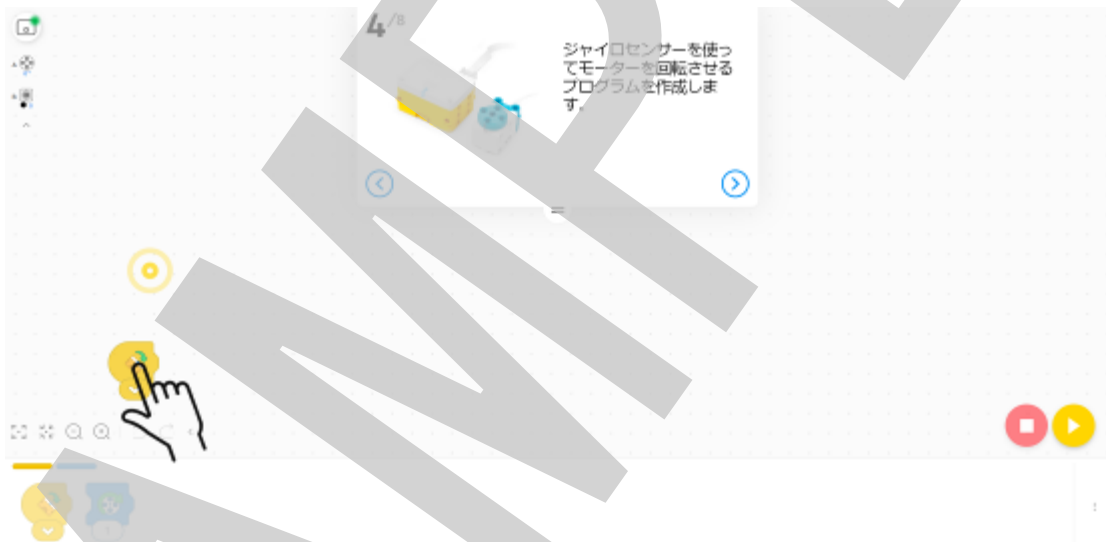 4/8
ジャイロセンサーを使っ
てモーターを回転させる
プログラムを作成しま
す。